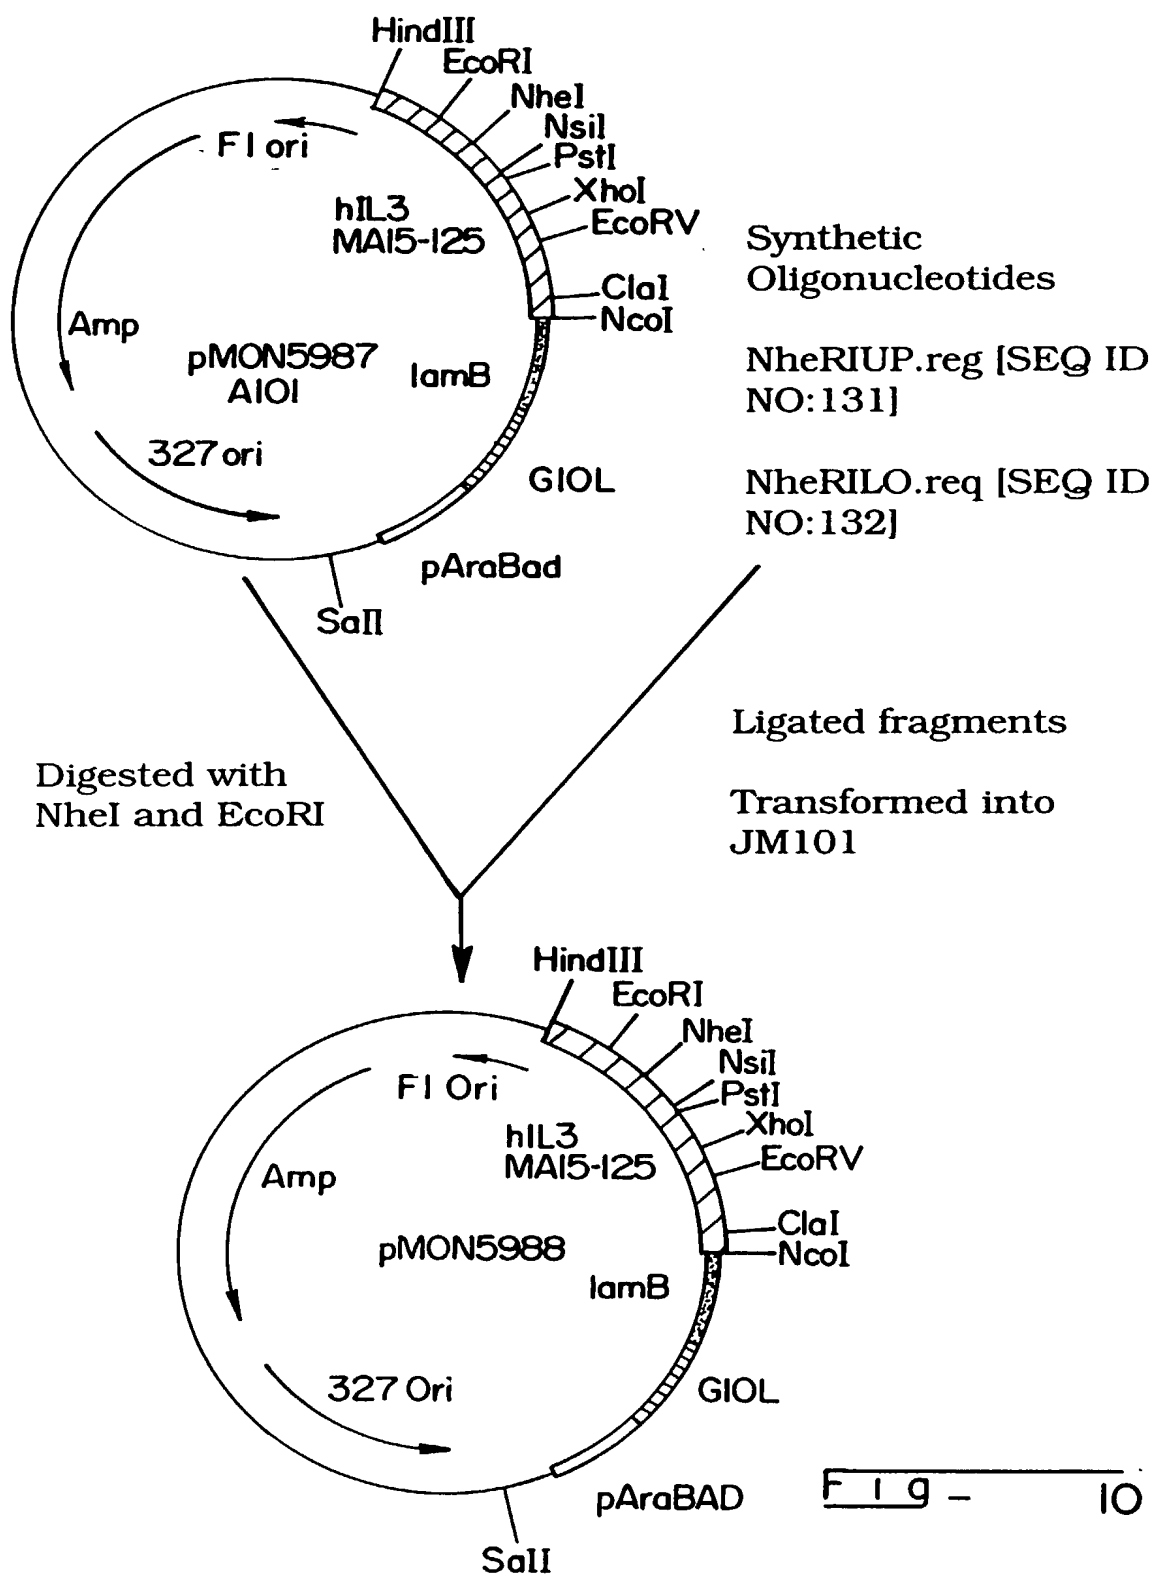 HindIII
EcoRI
NheI
NsiI
PstI
XhoI
EcoRV
ClaI
NcoI
F1 ori
hIL3
MA15-125
Amp
pMON5987
A101
lamB
327 ori
G10L
pAraBad
SalI
Synthetic
Oligonucleotides
NheRIUP.reg [SEQ ID
NO:131]
NheRILO.req [SEQ ID
NO:132]
Digested with
NheI and EcoRI
Ligated fragments
Transformed into
JM101
HindIII
EcoRI
NheI
NsiI
PstI
XhoI
EcoRV
ClaI
NcoI
F1 Ori
hIL3
MA15-125
Amp
pMON5988
lamB
327 Ori
G10L
pAraBAD
SalI
Fig_ 10